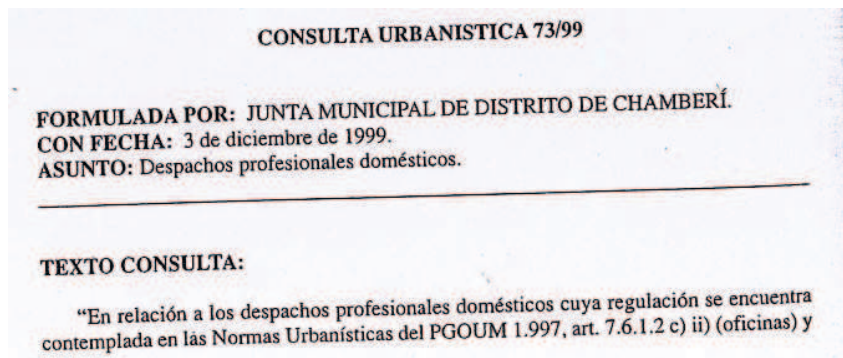 CONSULTA URBANISTICA 73/99
FORMULADA POR: JUNTA MUNICIPAL DE DISTRITO DE CHAMBERÍ.
CON FECHA: 3 de diciembre de 1999.
ASUNTO: Despachos profesionales domésticos.
TEXTO CONSULTA:
“En relación a los despachos profesionales domésticos cuya regulación se encuentra
contemplada en las Normas Urbanísticas del PGOUM 1.997, art. 7.6.1.2 c) ii) (oficinas) y